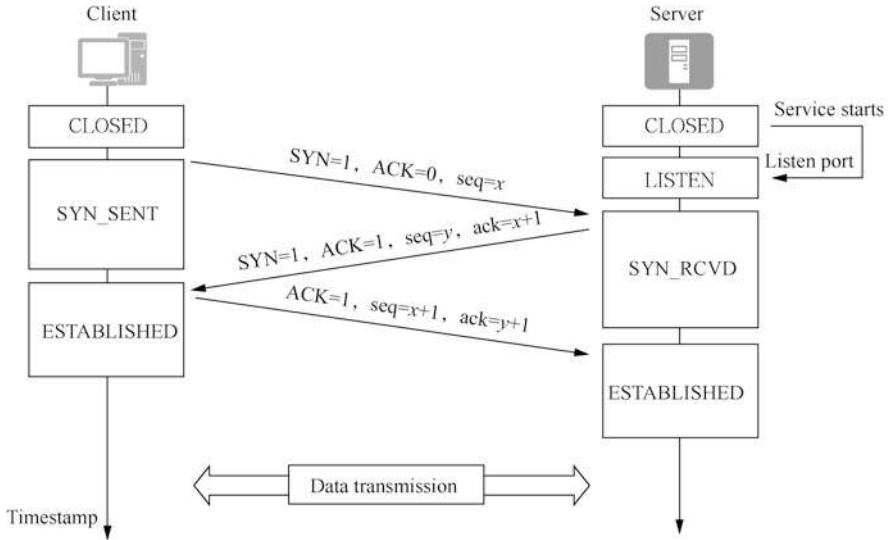 Client
Server
CLOSED
CLOSED
Service starts
SYN=1, ACK=0, seq=x
Listen port
LISTEN
SYN_SENT
SYN=1, ACK=1, seq=y, ack=x+1
SYN_RCVD
ACK=1, seq=x+1, ack=y+1
ESTABLISHED
ESTABLISHED
Data transmission
Timestamp